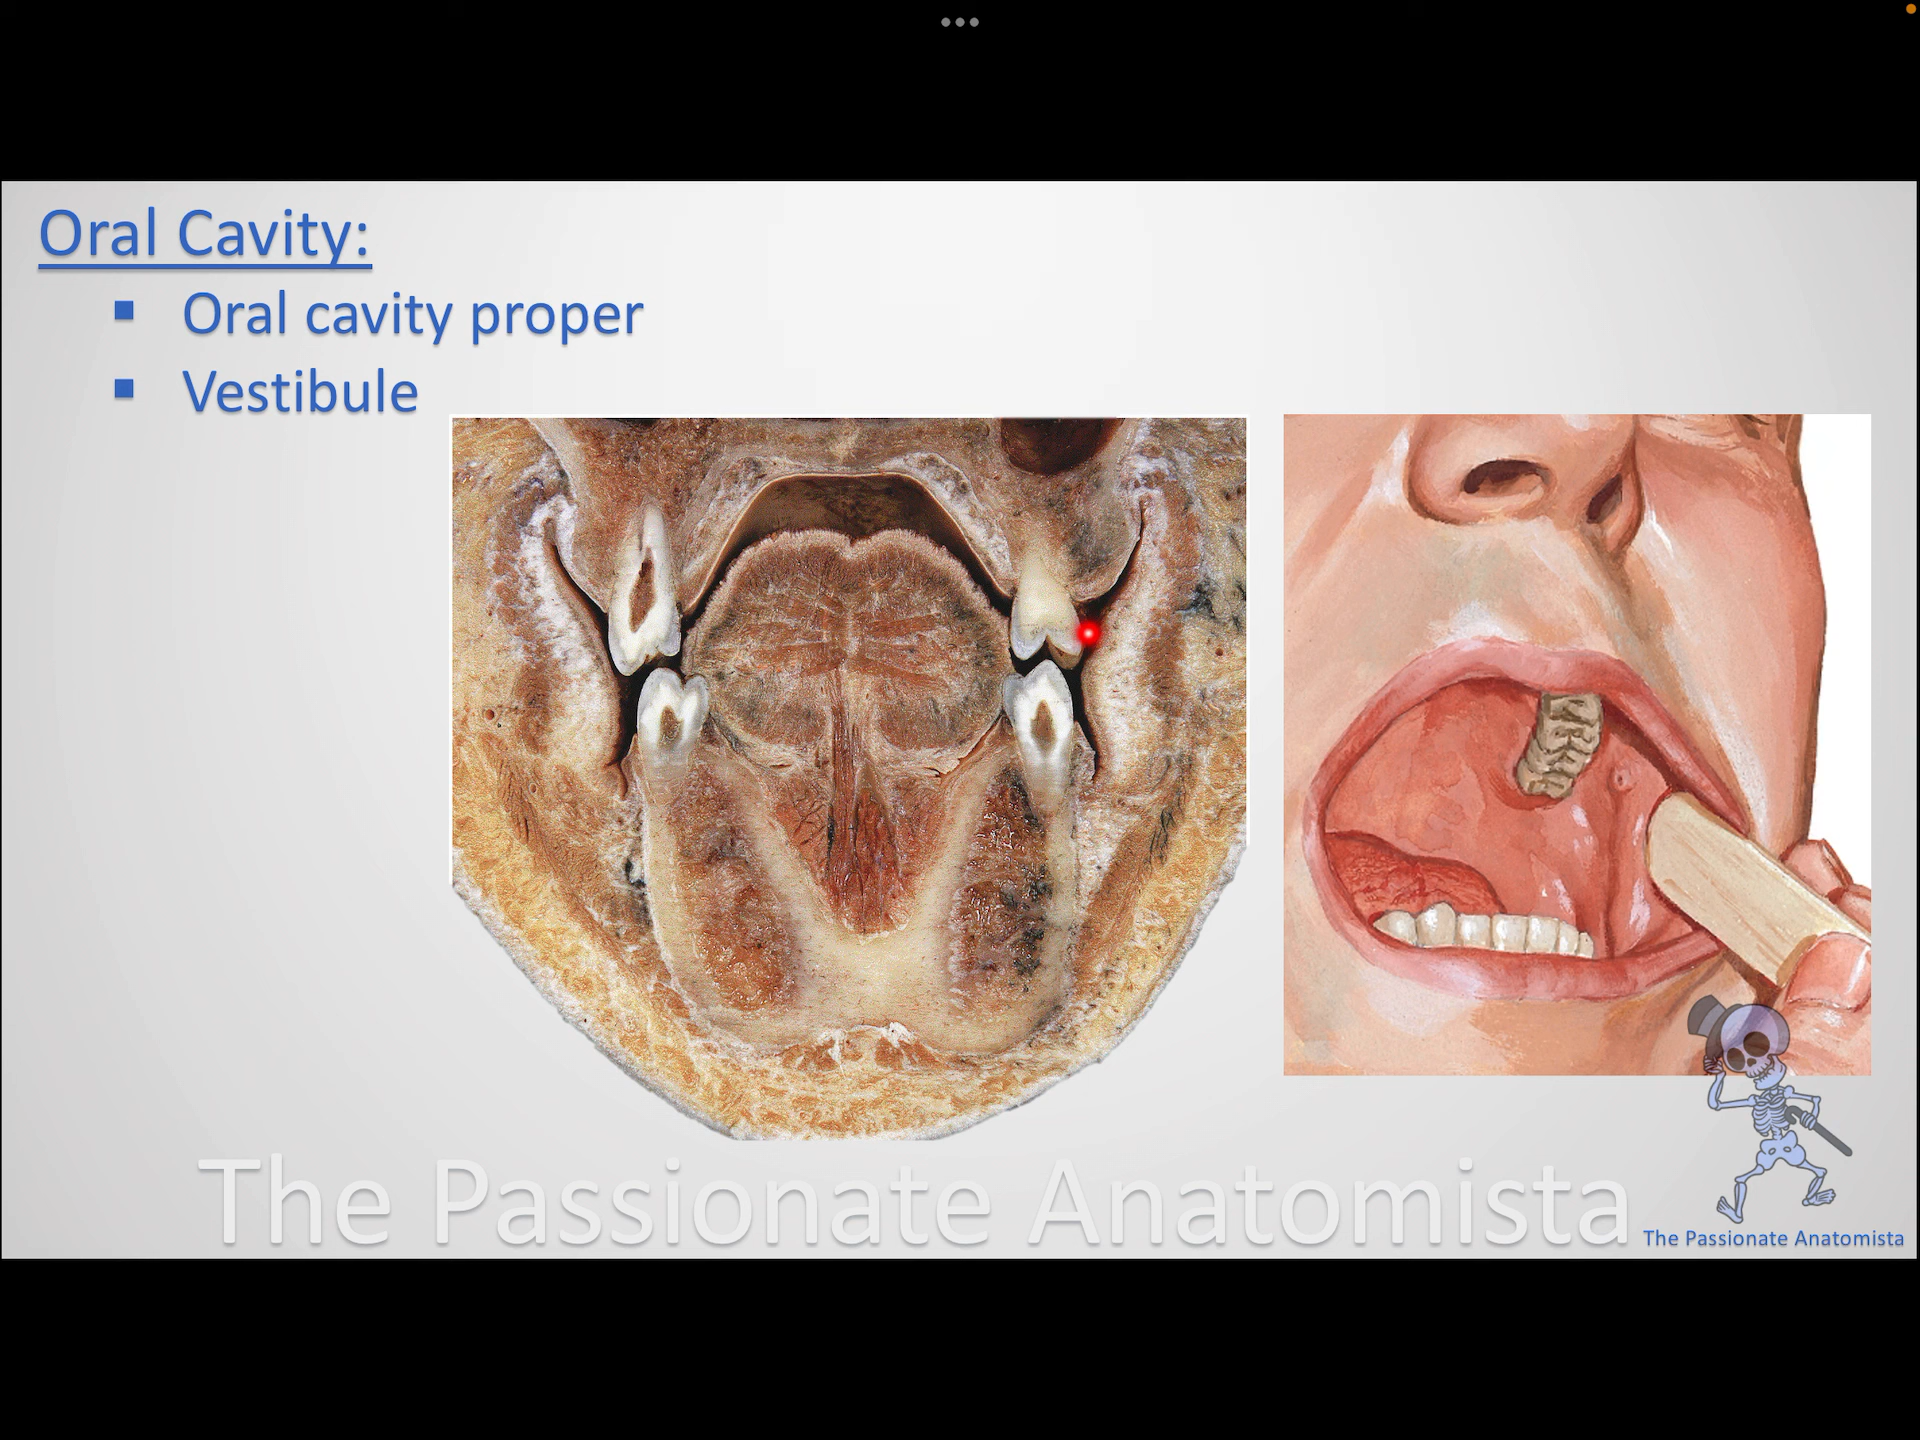 Oral Cavity:
▪ Oral cavity proper
▪ Vestibule
The Passionate Anatomista
The Passionate Anatomista